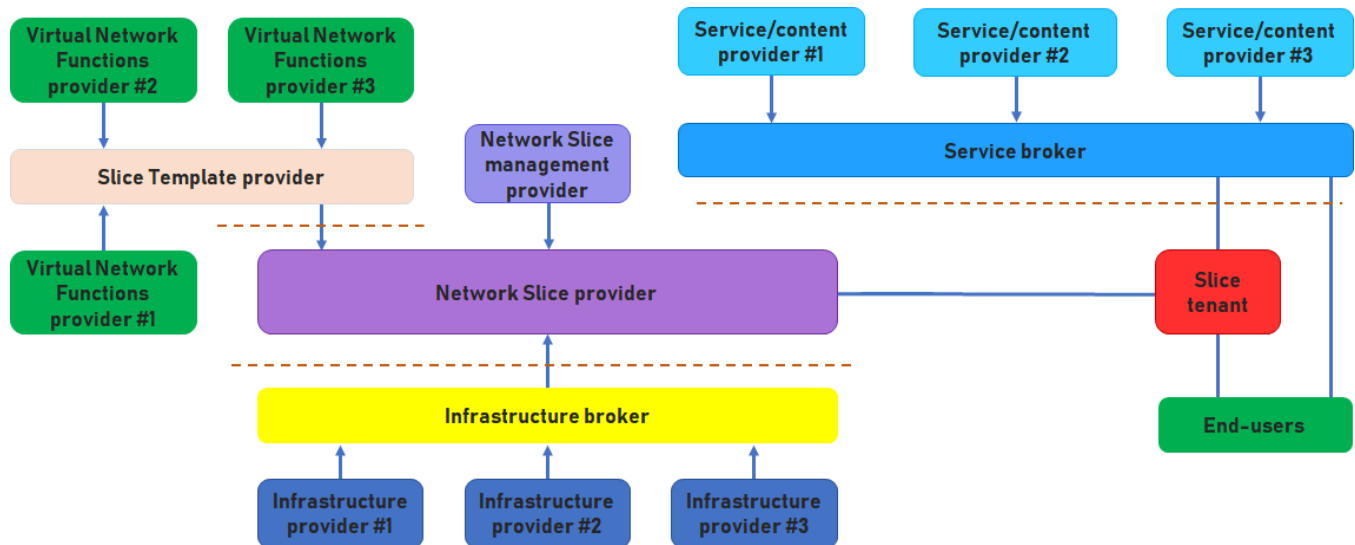 Virtual Network
Functions
provider #2
Virtual Network
Functions
provider #3
Service/content
provider #1
Service/content
provider #2
Service/content
provider #3
Network Slice
management
provider
Service broker
Slice Template provider
Virtual Network
Functions
provider #1
Network Slice provider
Slice
tenant
Infrastructure broker
End-users
Infrastructure
provider #1
Infrastructure
provider #2
Infrastructure
provider #3